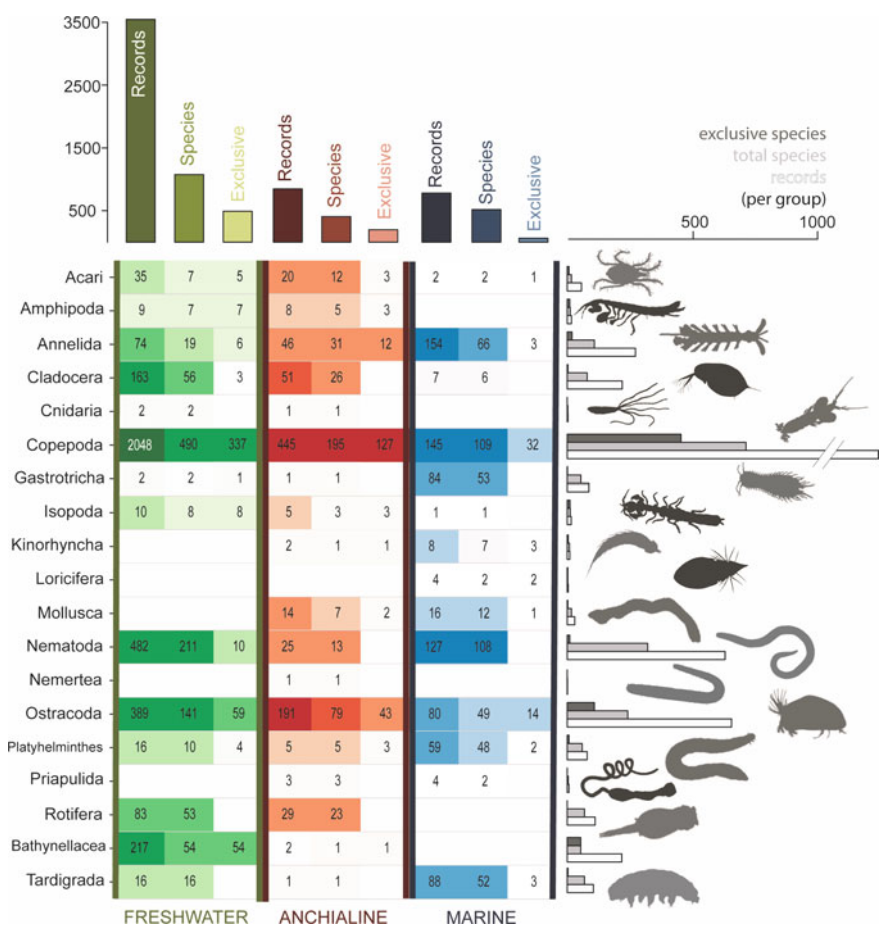 3500
2500
1500
500
Records
Species
Exclusive
Records
Species
Exclusive
Records
Species
Exclusive
exclusive species
total species
records
(per group)
500 1000
Acari 35 7 5 20 12 3 2 2 1
Amphipoda 9 7 7 8 5 3
Annelida 74 19 6 46 31 12 154 66 3
Cladocera 163 56 3 51 26 7 6
Cnidaria 2 2 1 1
Copepoda 2048 490 337 445 195 127 145 109 32
Gastrotricha 2 2 1 1 1 84 53
Isopoda 10 8 8 5 3 3 1 1
Kinorhyncha 2 1 1 8 7 3
Loricifera 4 2 2
Mollusca 14 7 2 16 12 1
Nematoda 482 211 10 25 13 127 108
Nemertea 1 1
Ostracoda 389 141 59 191 79 43 80 49 14
Platyhelminthes 16 10 4 5 5 3 59 48 2
Priapulida 3 3 4 2
Rotifera 83 53 29 23
Bathynellacea 217 54 54 2 1 1
Tardigrada 16 16 1 1 88 52 3
FRESHWATER ANCHIALINE MARINE